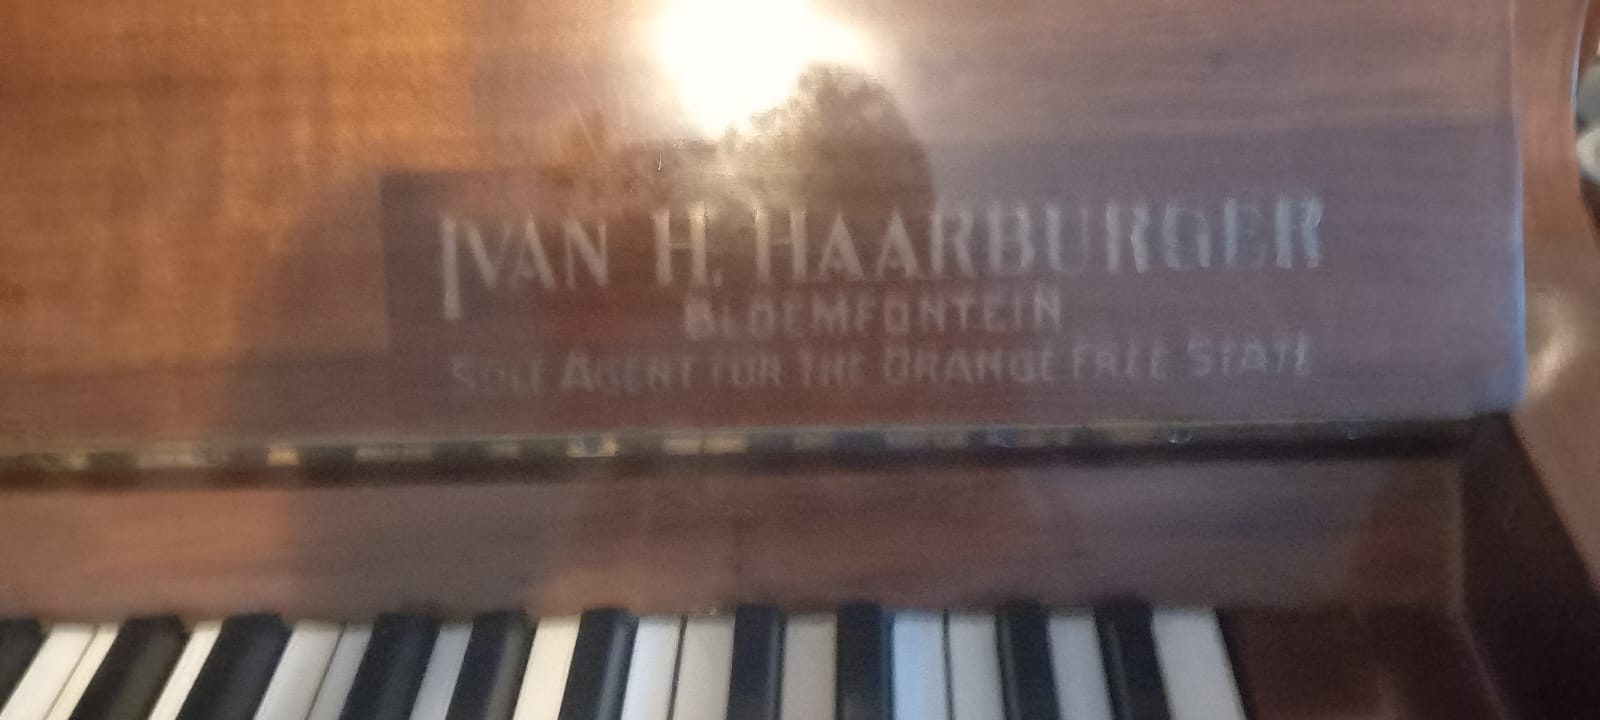 IVAN H. HAARBURGER
BLOEMFONTEIN
SOLE AGENT FOR THE ORANGE FREE STATE